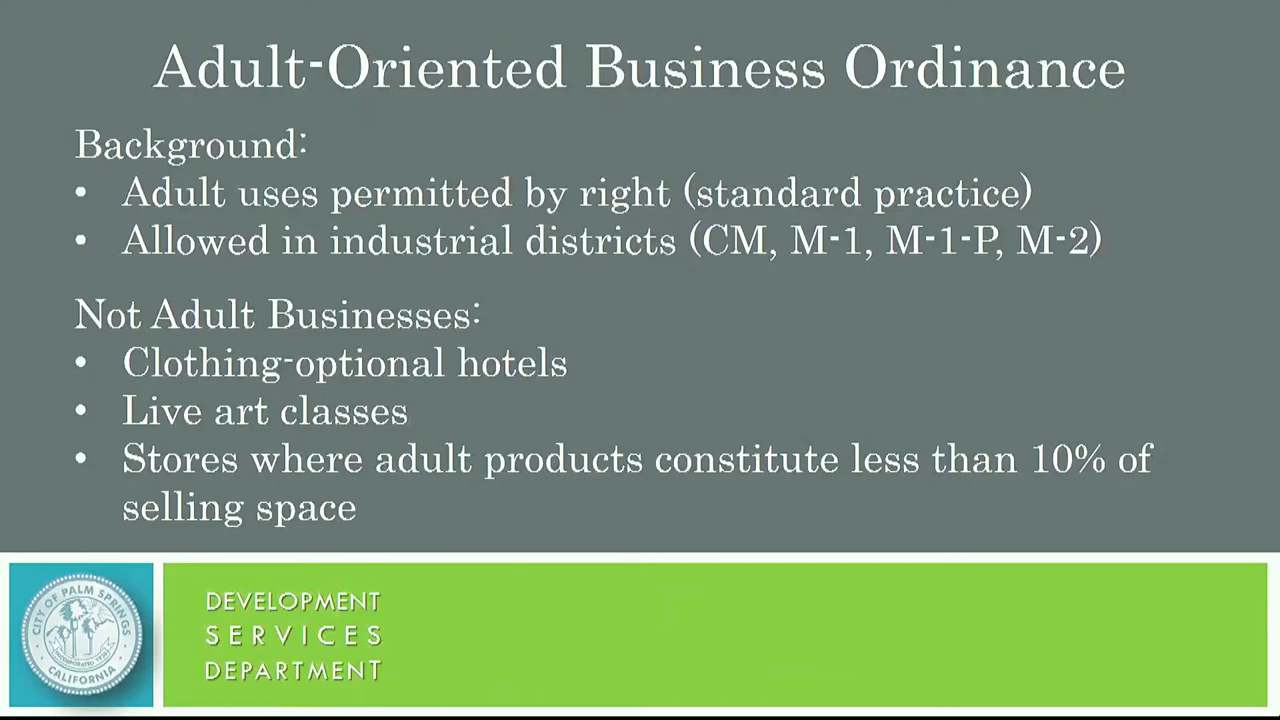 Adult-Oriented Business Ordinance
Background:
• Adult uses permitted by right (standard practice)
• Allowed in industrial districts (CM, M-1, M-1-P, M-2)
Not Adult Businesses:
• Clothing-optional hotels
• Live art classes
• Stores where adult products constitute less than 10% of
selling space
CITY OF PALM SPRINGS
CALIFORNIA
DEVELOPMENT
SERVICES
DEPARTMENT